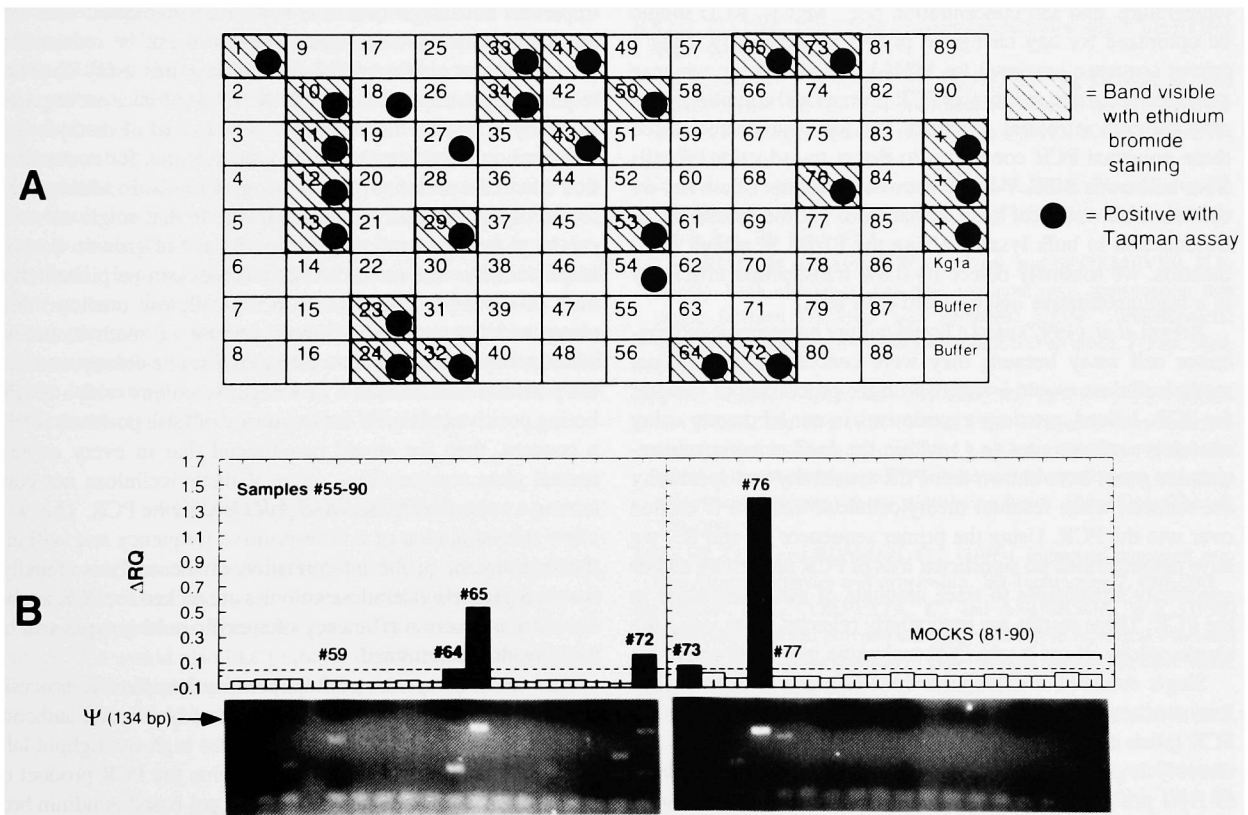 A
1 9 17 25 33 41 49 57 65 73 81 89
2 10 18 26 34 42 50 58 66 74 82 90
11 19 27 35 43 51 59 67 75 83 +
4 12 20 28 36 44 52 60 68 76 84 +
5 13 21 29 37 45 53 61 69 77 85 +
6 14 22 30 38 46 54 62 70 78 86 Kg1a
15 23 31 39 47 55 63 71 79 87 Buffer
8 16 24 32 40 48 56 64 72 80 88 Buffer
= Band visible
with ethidium
bromide
staining
= Positive with
Taqman assay
B
ΔRQ
1.7
1.5
1.3
1.1
0.9
0.7
0.5
0.3
0.1
-0.1
Samples #55-90
#59
#64
#65
#72
#73
#76
#77
MOCKS (81-90)
Ψ (134 bp)